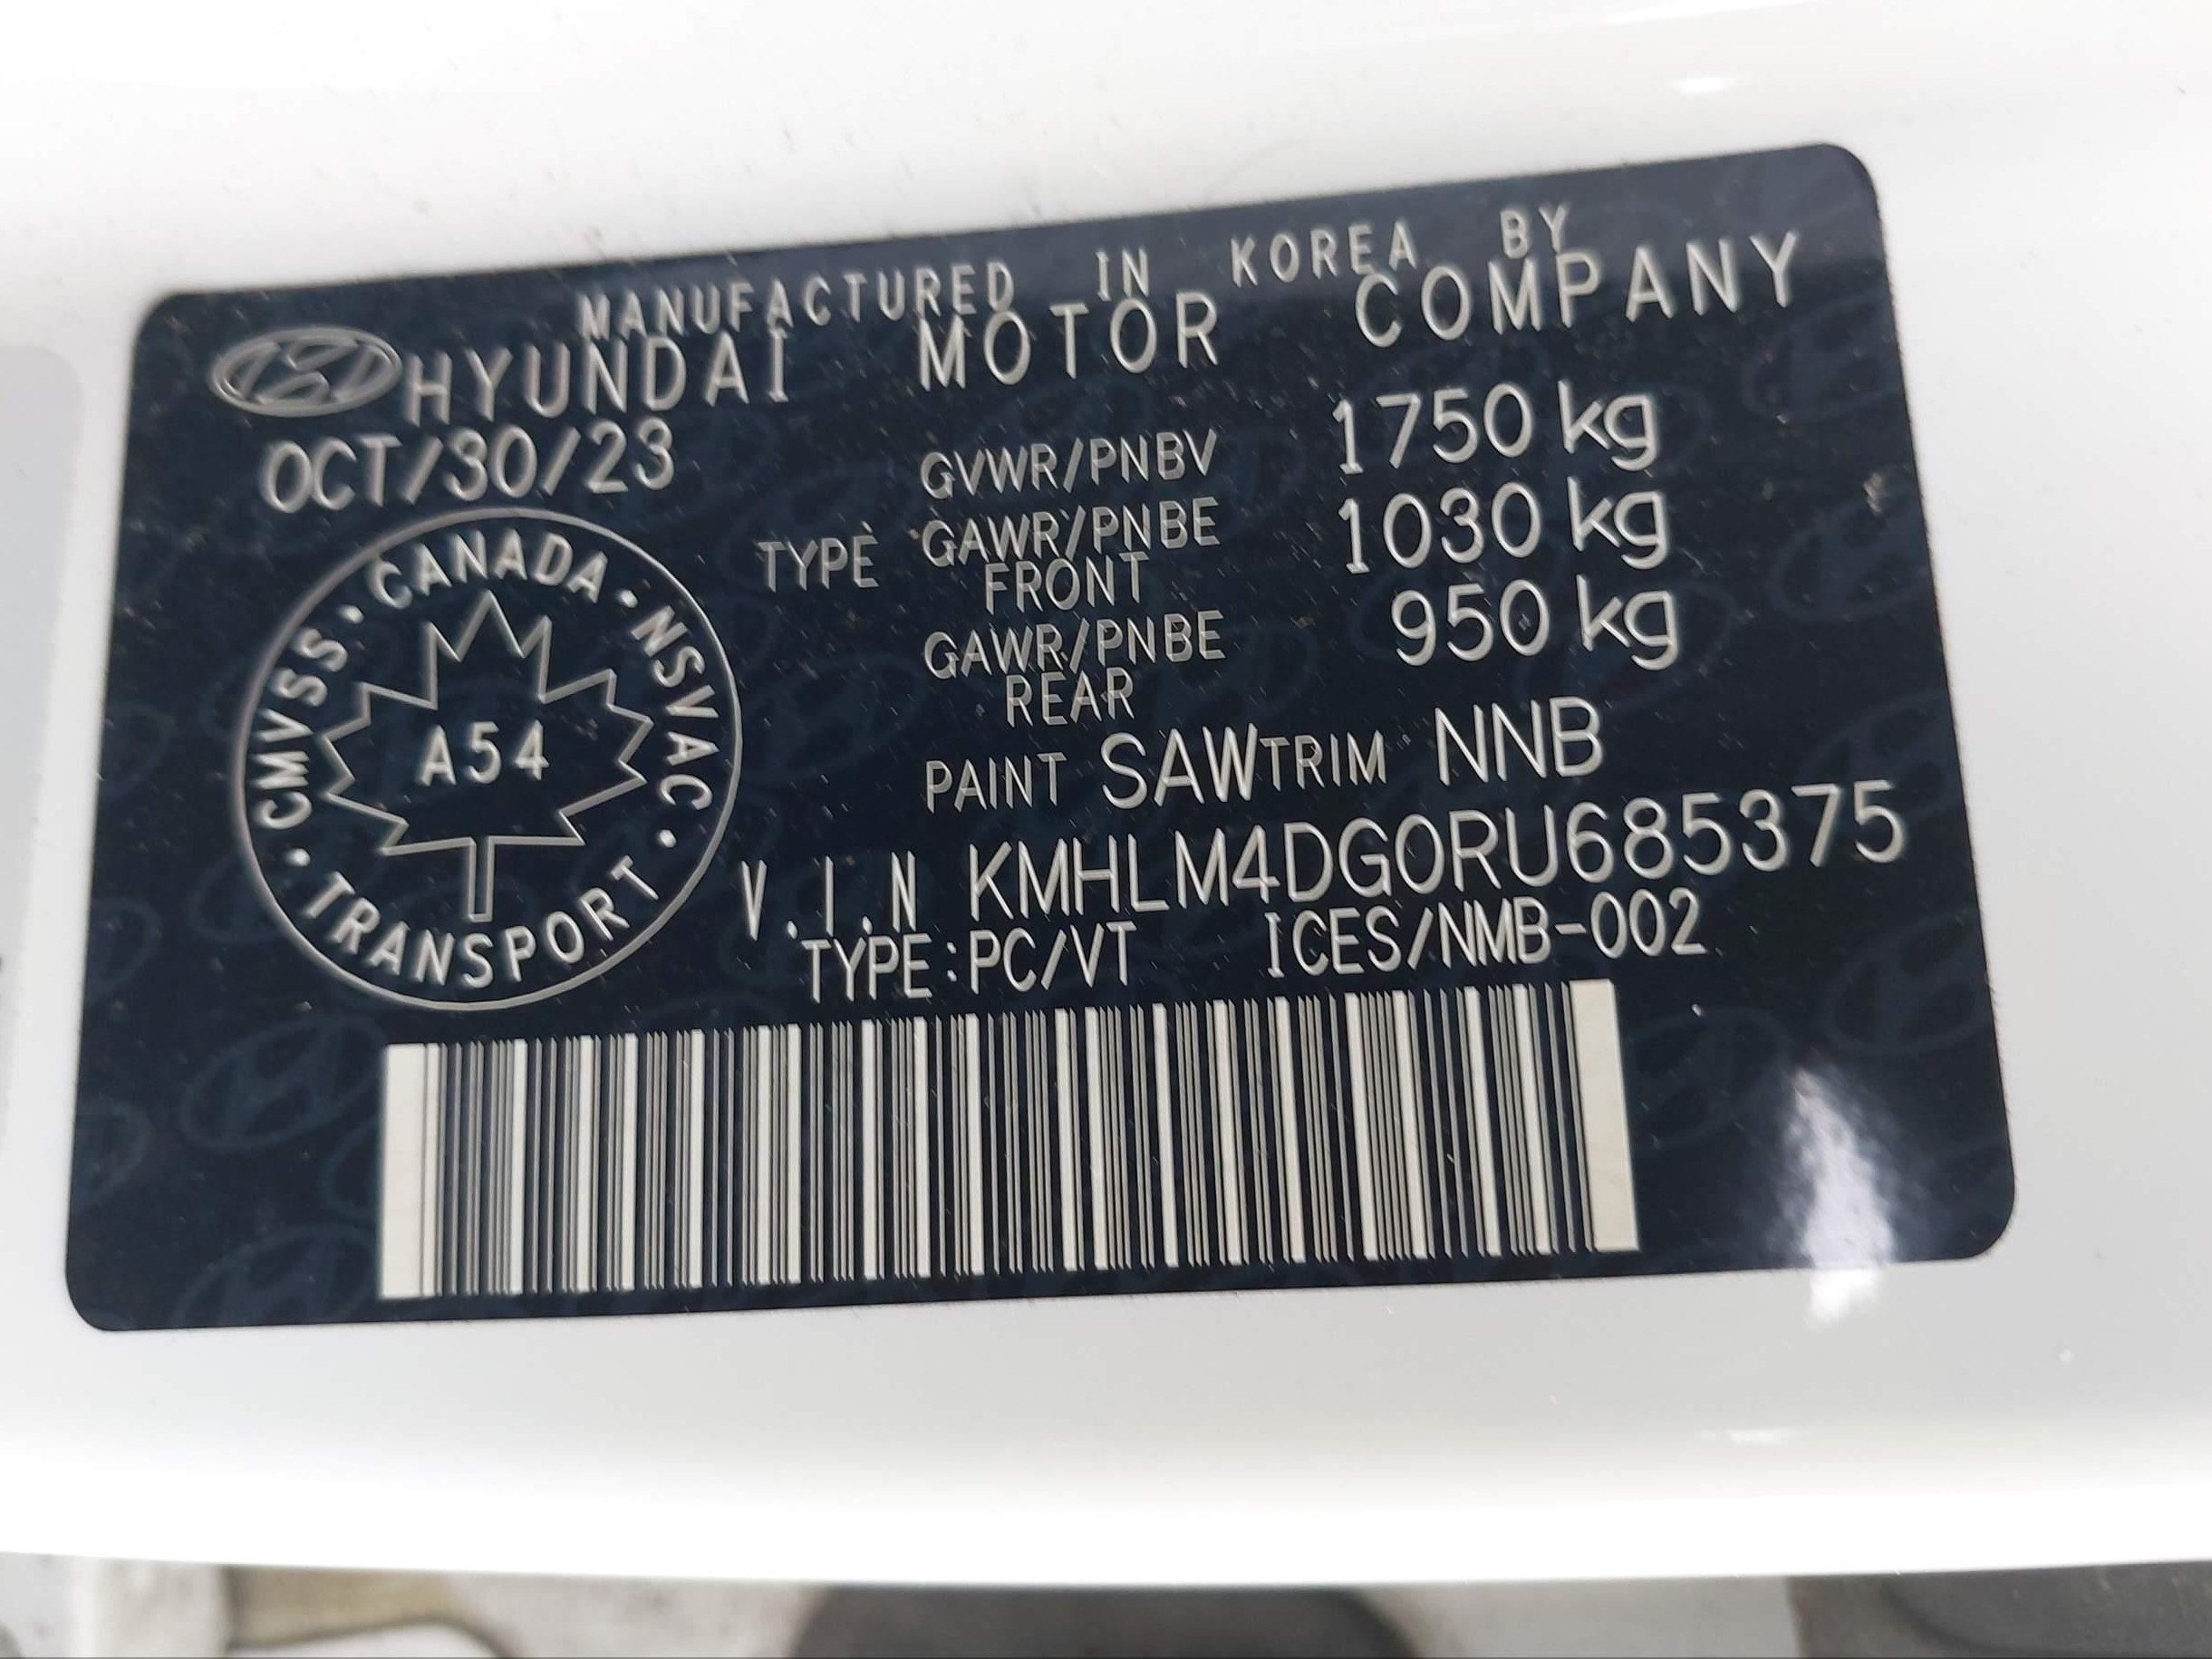 MANUFACTURED IN KOREA BY
HYUNDAI MOTOR COMPANY
OCT/30/23
GVWR/PNBV 1750 kg
TYPE GAWR/PNBE FRONT 1030 kg
GAWR/PNBE REAR 950 kg
CMVSS · CANADA · NSVAC · TRANSPORT ·
A54
PAINT SAW TRIM NNB
V.I.N KMHLM4DG0RU685375
TYPE:PC/VT ICES/NMB-002